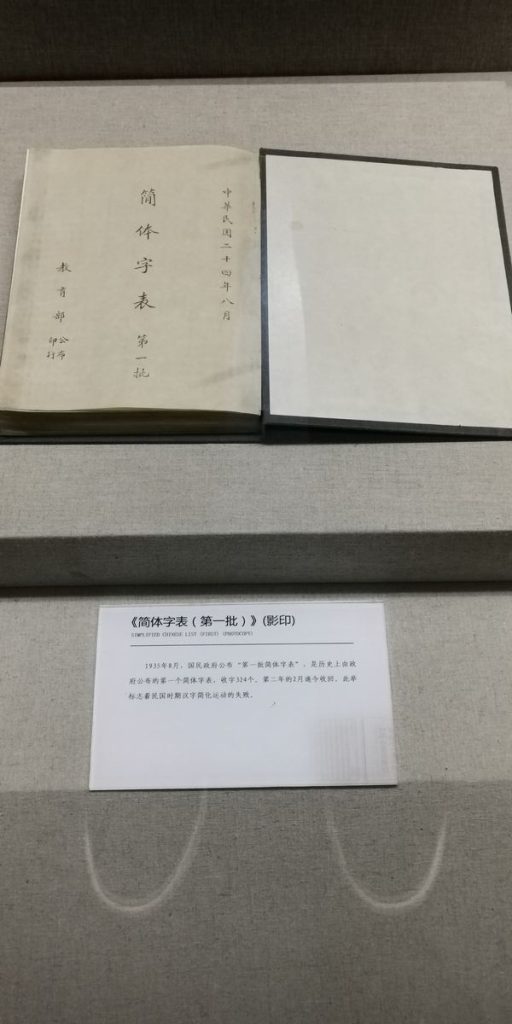 中華民國二十四年八月
简体字表 第一批
教育部 公布
印行
《简体字表（第一批）》(影印)
SIMPLIFIED CHINESE LIST (FIRST) (PHOTOCOPY)
1935年8月，国民政府公布“第一批简体字表”，是历史上由政
府公布的第一个简体字表，收字324个。第二年的2月通令收回，此举
标志着民国时期汉字简化运动的失败。